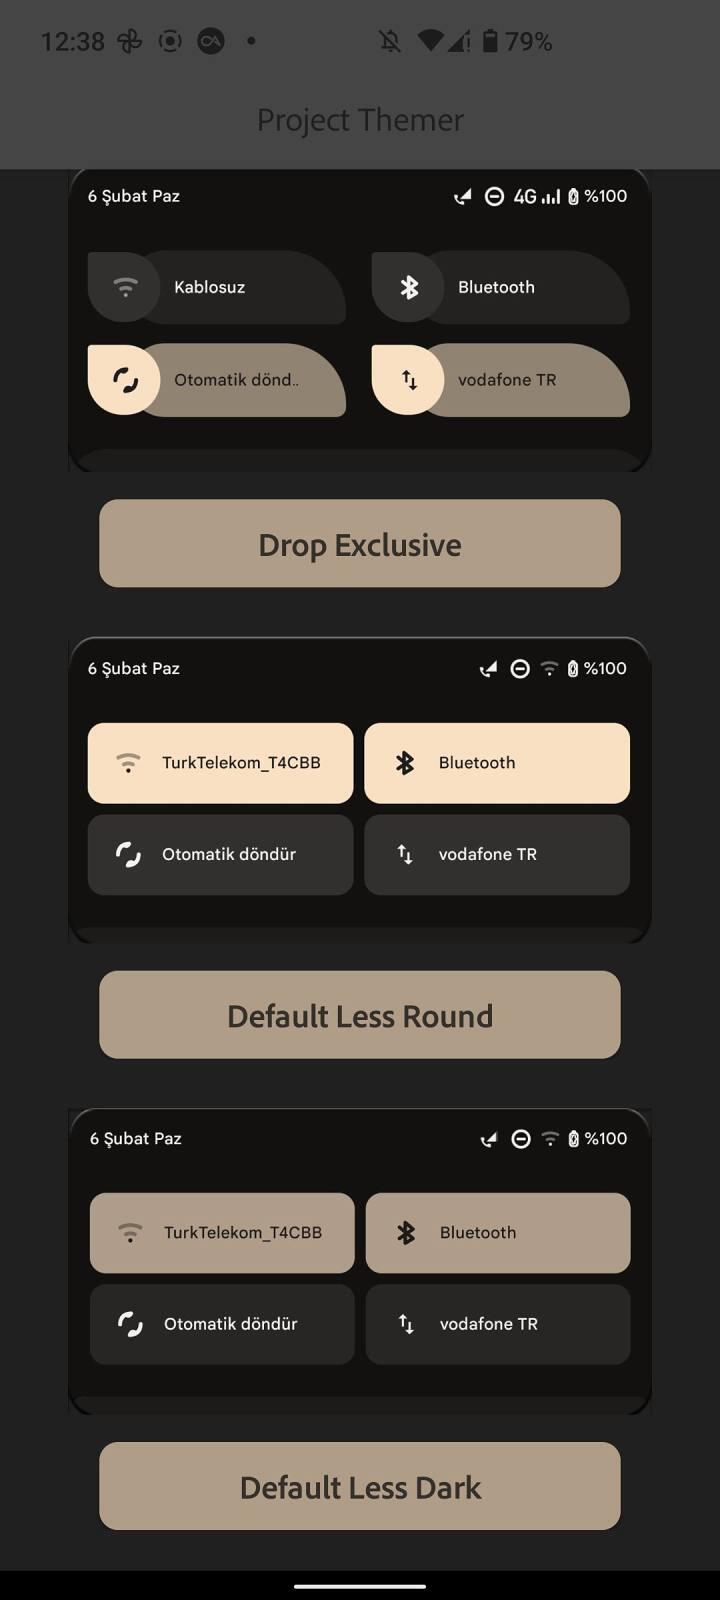 12:38 79%
Project Themer
6 Şubat Paz 4G %100
Kablosuz Bluetooth
Otomatik dönd.. vodafone TR
Drop Exclusive
6 Şubat Paz %100
TurkTelekom_T4CBB Bluetooth
Otomatik döndür vodafone TR
Default Less Round
6 Şubat Paz %100
TurkTelekom_T4CBB Bluetooth
Otomatik döndür vodafone TR
Default Less Dark